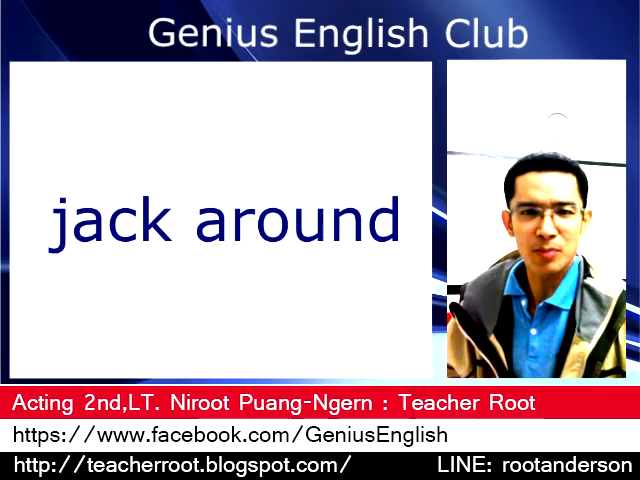 Genius English Club
jack around
Acting 2nd,LT. Niroot Puang-Ngern : Teacher Root
https://www.facebook.com/GeniusEnglish
http://teacherroot.blogspot.com/ LINE: rootanderson